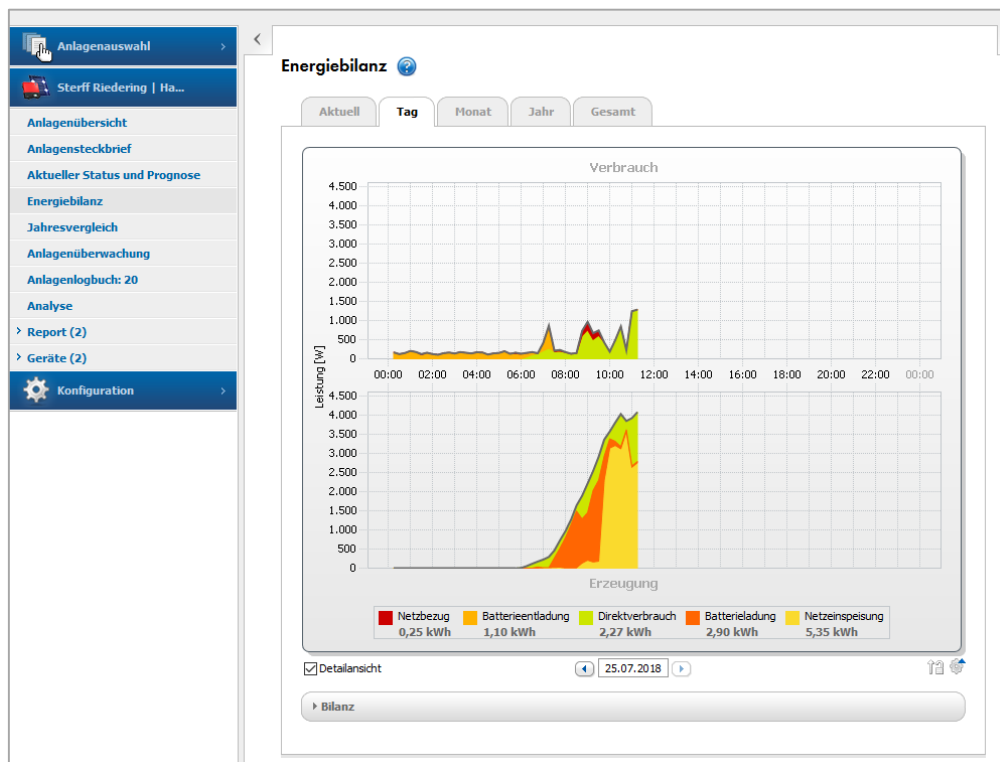 Anlagenauswahl
Sterff Riedering | Ha...
Anlagenübersicht
Anlagensteckbrief
Aktueller Status und Prognose
Energiebilanz
Jahresvergleich
Anlagenüberwachung
Anlagenlogbuch: 20
Analyse
Report (2)
Geräte (2)
Konfiguration
Energiebilanz
Aktuell Tag Monat Jahr Gesamt
Verbrauch
4.500
4.000
3.500
3.000
2.500
2.000
1.500
1.000
500
0
00:00 02:00 04:00 06:00 08:00 10:00 12:00 14:00 16:00 18:00 20:00 22:00 00:00
Leistung [W]
4.500
4.000
3.500
3.000
2.500
2.000
1.500
1.000
500
0
Erzeugung
Netzbezug Batterieentladung Direktverbrauch Batterieladung Netzeinspeisung
0,25 kWh 1,10 kWh 2,27 kWh 2,90 kWh 5,35 kWh
Detailansicht
25.07.2018
Bilanz